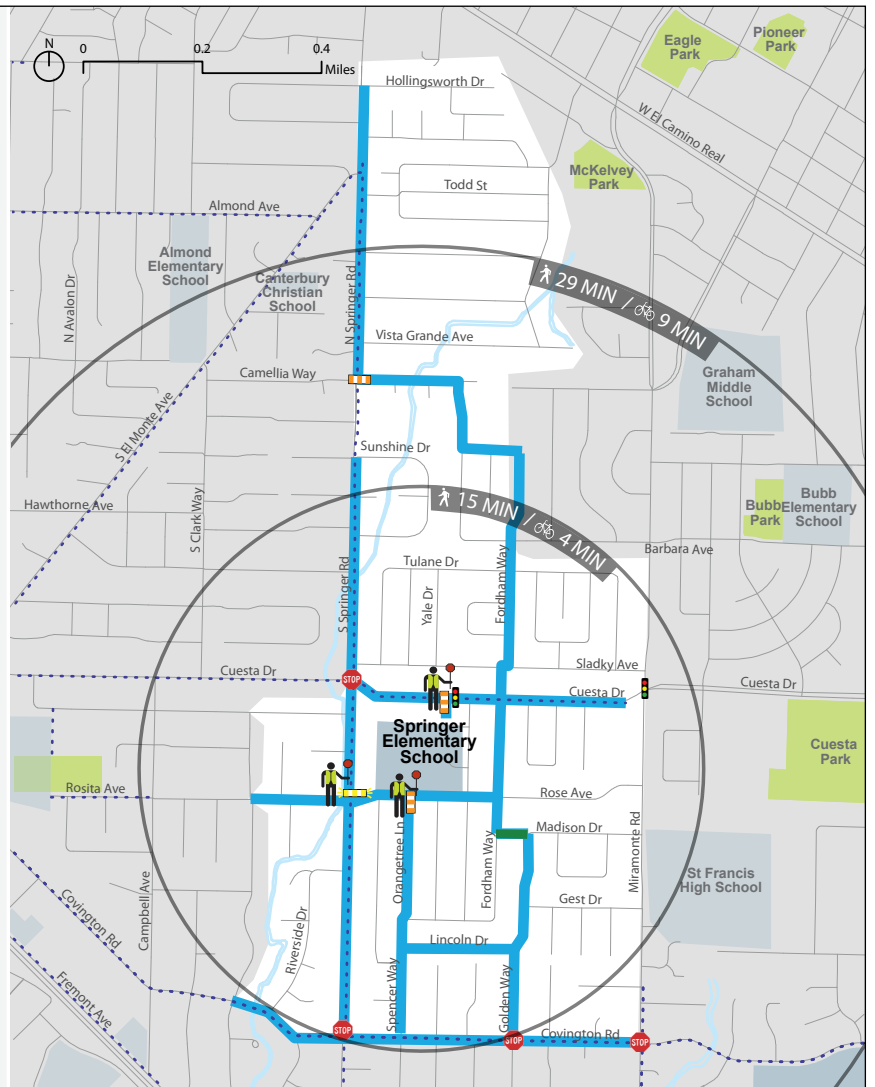 N
0
0.2
0.4
Miles
Hollingsworth Dr
Eagle
Park
Pioneer
Park
W El Camino Real
McKelvey
Park
Todd St
Almond Ave
Almond
Elementary
School
Canterbury
Christian
School
N Avalon Dr
N Springer Rd
29 MIN / 9 MIN
Vista Grande Ave
Graham
Middle
School
Camellia Way
S El Monte Ave
Sunshine Dr
Hawthorne Ave
S Clark Way
15 MIN / 4 MIN
Bubb
Park
Bubb
Elementary
School
Barbara Ave
S Springer Rd
Tulane Dr
Yale Dr
Fordham Way
Sladky Ave
Cuesta Dr
STOP
Cuesta Dr
Cuesta Dr
Springer
Elementary
School
Cuesta
Park
Rosita Ave
Rose Ave
Madison Dr
Miramonte Rd
Orangetree Ln
Fordham Way
St Francis
High School
Gest Dr
Campbell Ave
Covington Rd
Riverside Dr
Lincoln Dr
Fremont Ave
Spencer Way
Golden Way
STOP
STOP
Covington Rd
STOP